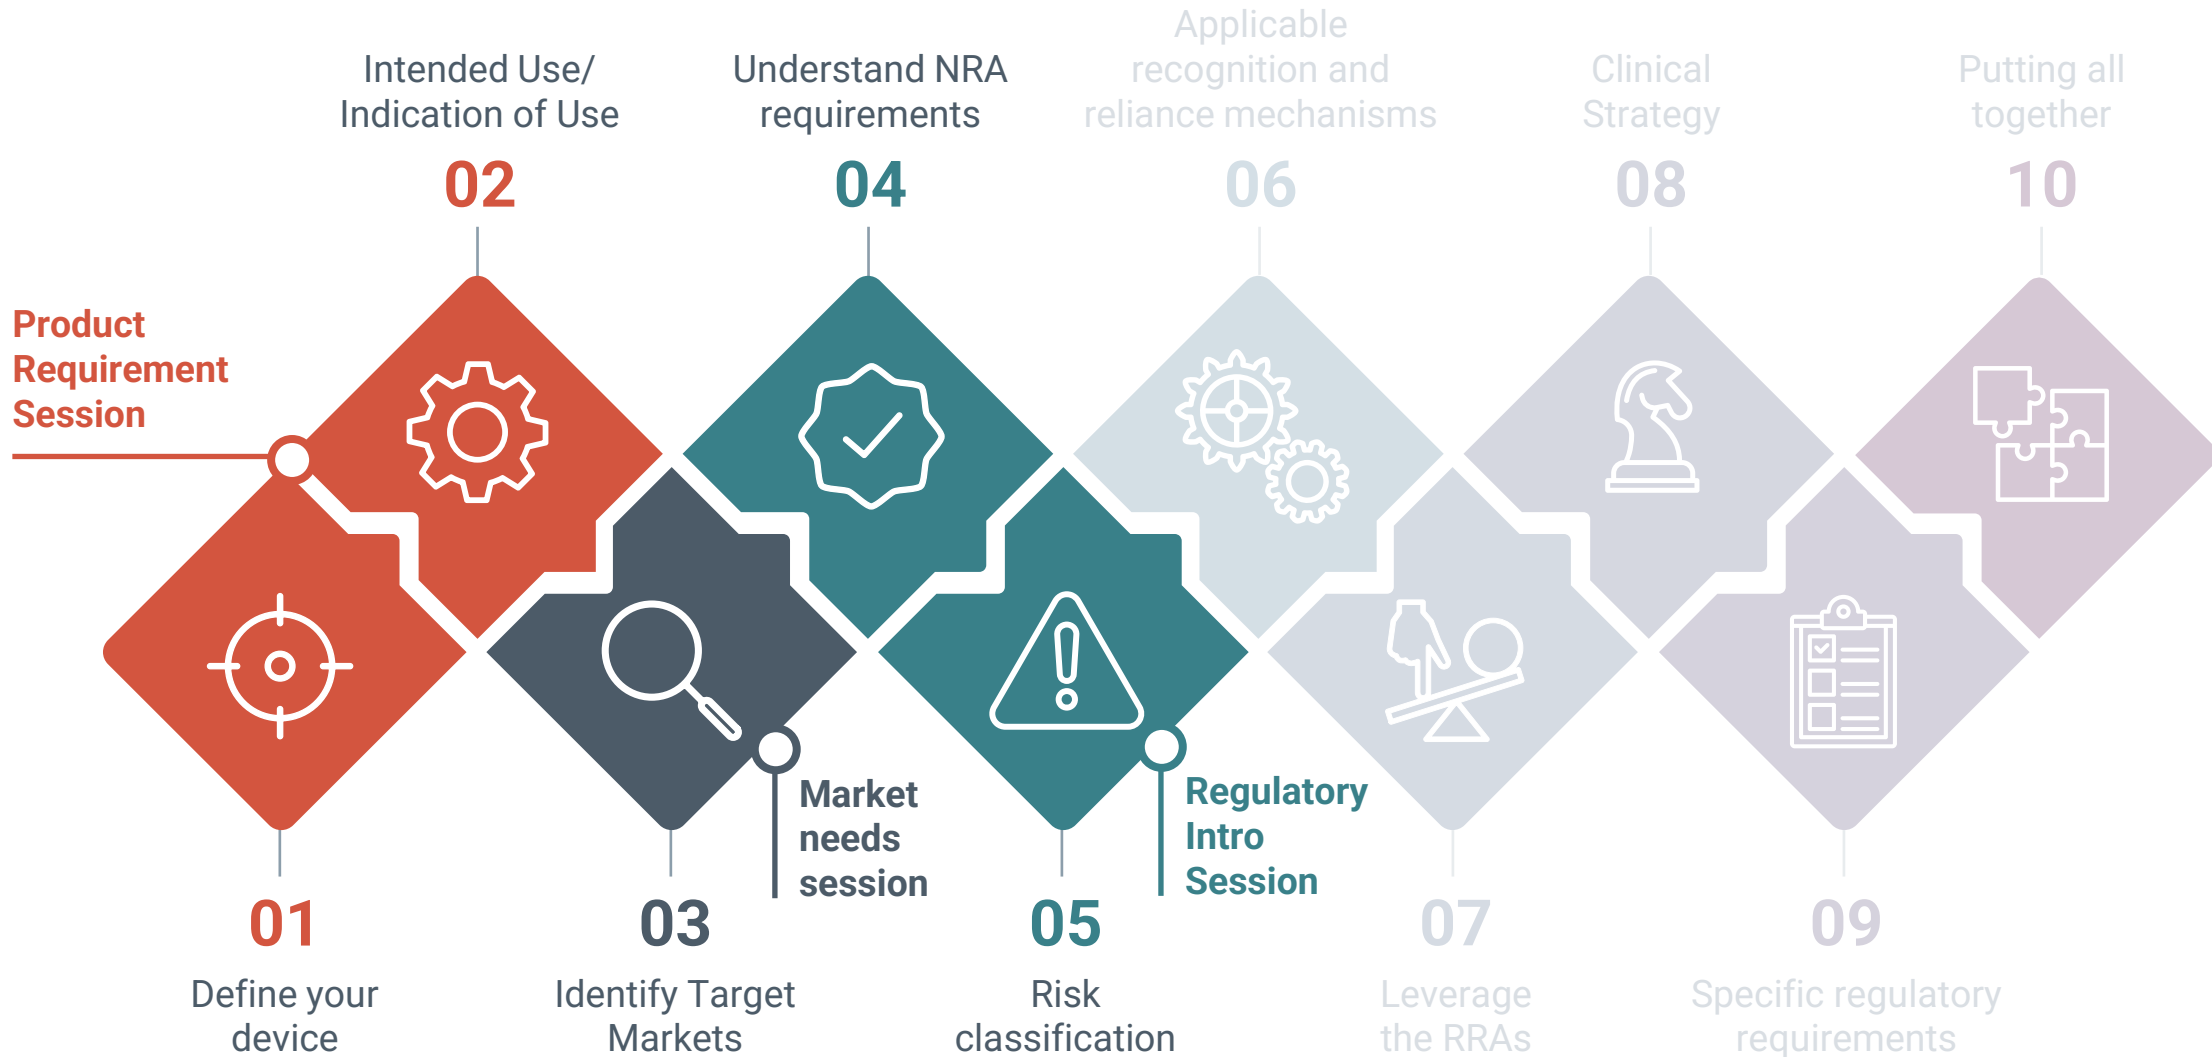 Product
Requirement
Session
01
Define your
device
Intended Use/
Indication of Use
02
03
Identify Target
Markets
Market
needs
session
Understand NRA
requirements
04
05
Risk
classification
Regulatory
Intro
Session
Applicable
recognition and
reliance mechanisms
06
07
Leverage
the RRAs
Clinical
Strategy
08
09
Specific regulatory
requirements
Putting all
together
10